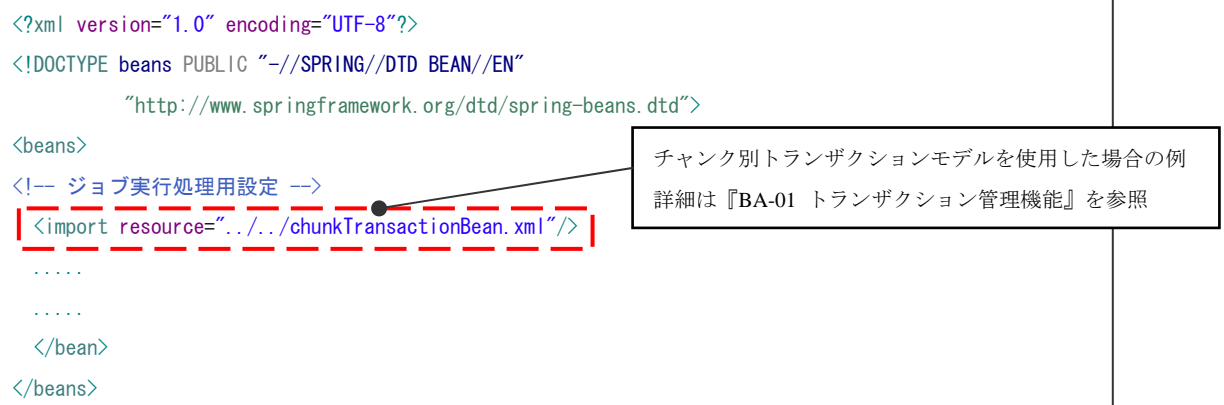 <?xml version="1.0" encoding="UTF-8"?>
<!DOCTYPE beans PUBLIC "-//SPRING//DTD BEAN//EN"
"http://www.springframework.org/dtd/spring-beans.dtd">
<beans>
<!-- ジョブ実行処理用設定 -->
<import resource="../../chunkTransactionBean.xml"/>
.....
.....
</bean>
</beans>
チャンク別トランザクションモデルを使用した場合の例
詳細は『BA-01 トランザクション管理機能』を参照